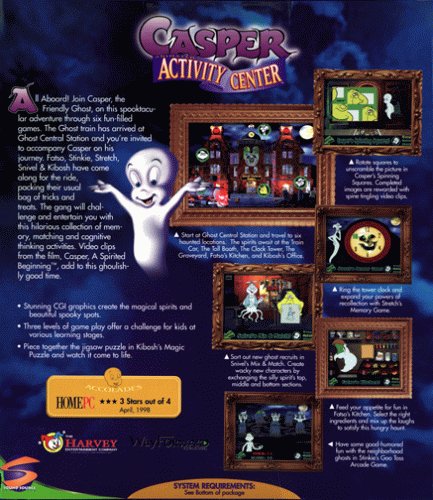 CASPER
ACTIVITY CENTER
All Aboard! Join Casper, the
Friendly Ghost, on this spooktacu-
lar adventure through six fun-filled
games. The Ghost train has arrived at
Ghost Central Station and you're invited
to accompany Casper on his
journey. Fatso, Stinkie, Stretch,
Snivel & Kibosh have come
along for the ride,
packing their usual
bag of tricks and
treats. The gang will chal-
lenge and entertain you with
this hilarious collection of mem-
ory, matching and cognitive
thinking activities. Video clips
from the film, Casper, A Spirited
Beginning™, add to this ghoulish-
ly good time.
• Stunning CGI graphics create the magical spirits and
beautiful spooky spots.
• Three levels of game play offer a challenge for kids at
various learning stages.
• Piece together the jigsaw puzzle in Kibosh's Magic
Puzzle and watch it come to life.
▲ Rotate squares to
unscramble the picture in
Casper's Spinning
Squares. Completed
images are rewarded with
spine tingling video clips.
▲ Start at Ghost Central Station and travel to six
haunted locations. The spirits await at the Train
Car, The Toll Booth, The Clock Tower, The
Graveyard, Fatso's Kitchen, and Kibosh's Office.
▲ Ring the tower clock and
expand your powers of
recollection with Stretch's
Memory Game.
▲ Sort out new ghost recruits in
Snivel's Mix & Match. Create
wacky new characters by
exchanging the silly spirit's top,
middle and bottom sections.
▲ Feed your appetite for fun in
Fatso's Kitchen. Select the right
ingredients and mix up the laughs
to satisfy this hungry haunt.
◄ Have some good-humored
fun with the neighborhood
ghosts in Stinkie's Goo Toss
Arcade Game.
ACCOLADES
HOMEPC ★★★ 3 Stars out of 4
April, 1998
THE HARVEY
ENTERTAINMENT COMPANY
SOUND SOURCE
SYSTEM REQUIREMENTS:
See Bottom of package